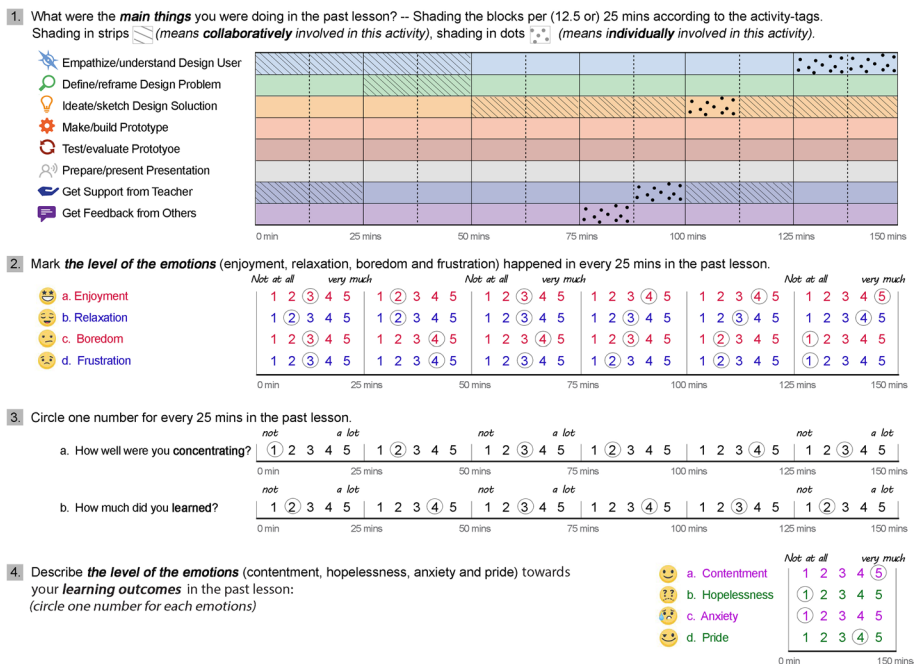 1. What were the main things you were doing in the past lesson? -- Shading the blocks per (12.5 or) 25 mins according to the activity-tags.
Shading in strips (means collaboratively involved in this activity), shading in dots (means individually involved in this activity).
Empathize/understand Design User
Define/reframe Design Problem
Ideate/sketch Design Soluction
Make/build Prototype
Test/evaluate Prototyoe
Prepare/present Presentation
Get Support from Teacher
Get Feedback from Others
0 min 25 mins 50 mins 75 mins 100 mins 125 mins 150 mins
2. Mark the level of the emotions (enjoyment, relaxation, boredom and frustration) happened in every 25 mins in the past lesson.
Not at all very much Not at all very much Not at all very much
a. Enjoyment 1 2 3 4 5 1 2 3 4 5 1 2 3 4 5 1 2 3 4 5 1 2 3 4 5 1 2 3 4 5
b. Relaxation 1 2 3 4 5 1 2 3 4 5 1 2 3 4 5 1 2 3 4 5 1 2 3 4 5 1 2 3 4 5
c. Boredom 1 2 3 4 5 1 2 3 4 5 1 2 3 4 5 1 2 3 4 5 1 2 3 4 5 1 2 3 4 5
d. Frustration 1 2 3 4 5 1 2 3 4 5 1 2 3 4 5 1 2 3 4 5 1 2 3 4 5 1 2 3 4 5
0 min 25 mins 50 mins 75 mins 100 mins 125 mins 150 mins
3. Circle one number for every 25 mins in the past lesson.
not a lot not a lot not a lot
a. How well were you concentrating? 1 2 3 4 5 1 2 3 4 5 1 2 3 4 5 1 2 3 4 5 1 2 3 4 5 1 2 3 4 5
0 min 25 mins 50 mins 75 mins 100 mins 125 mins 150 mins
not a lot not a lot not a lot
b. How much did you learned? 1 2 3 4 5 1 2 3 4 5 1 2 3 4 5 1 2 3 4 5 1 2 3 4 5 1 2 3 4 5
0 min 25 mins 50 mins 75 mins 100 mins 125 mins 150 mins
4. Describe the level of the emotions (contentment, hopelessness, anxiety and pride) towards
your learning outcomes in the past lesson:
(circle one number for each emotions)
Not at all very much
a. Contentment 1 2 3 4 5
b. Hopelessness 1 2 3 4 5
c. Anxiety 1 2 3 4 5
d. Pride 1 2 3 4 5
0 min 150 mins